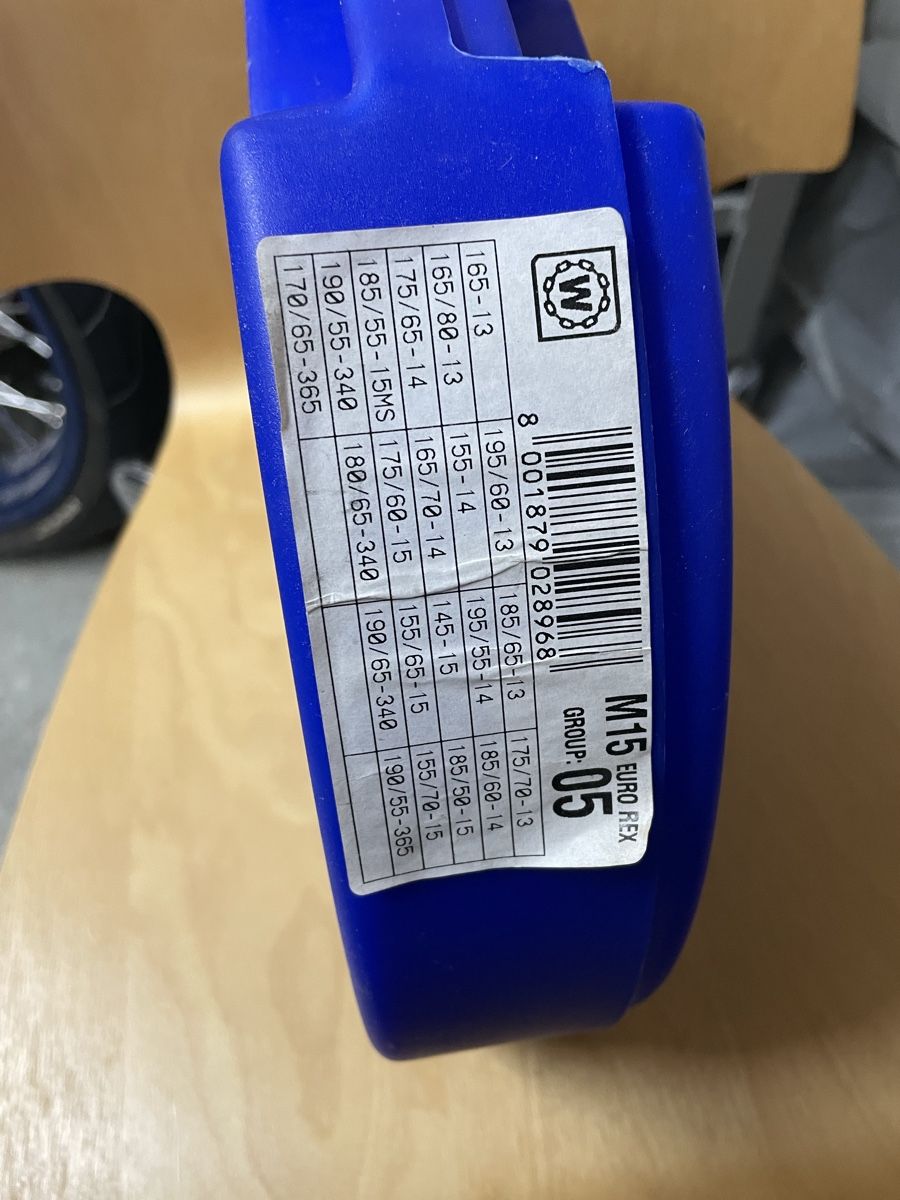 W
8 001879 028968
M15 EURO REX
GROUP: 05
165-13 195/60-13 185/65-13 175/70-13
165/80-13 155-14 195/55-14 185/60-14
175/65-14 165/70-14 145-15 185/50-15
185/55-15MS 175/60-15 155/65-15 155/70-15
190/55-340 180/65-340 190/65-340 190/55-365
170/65-365